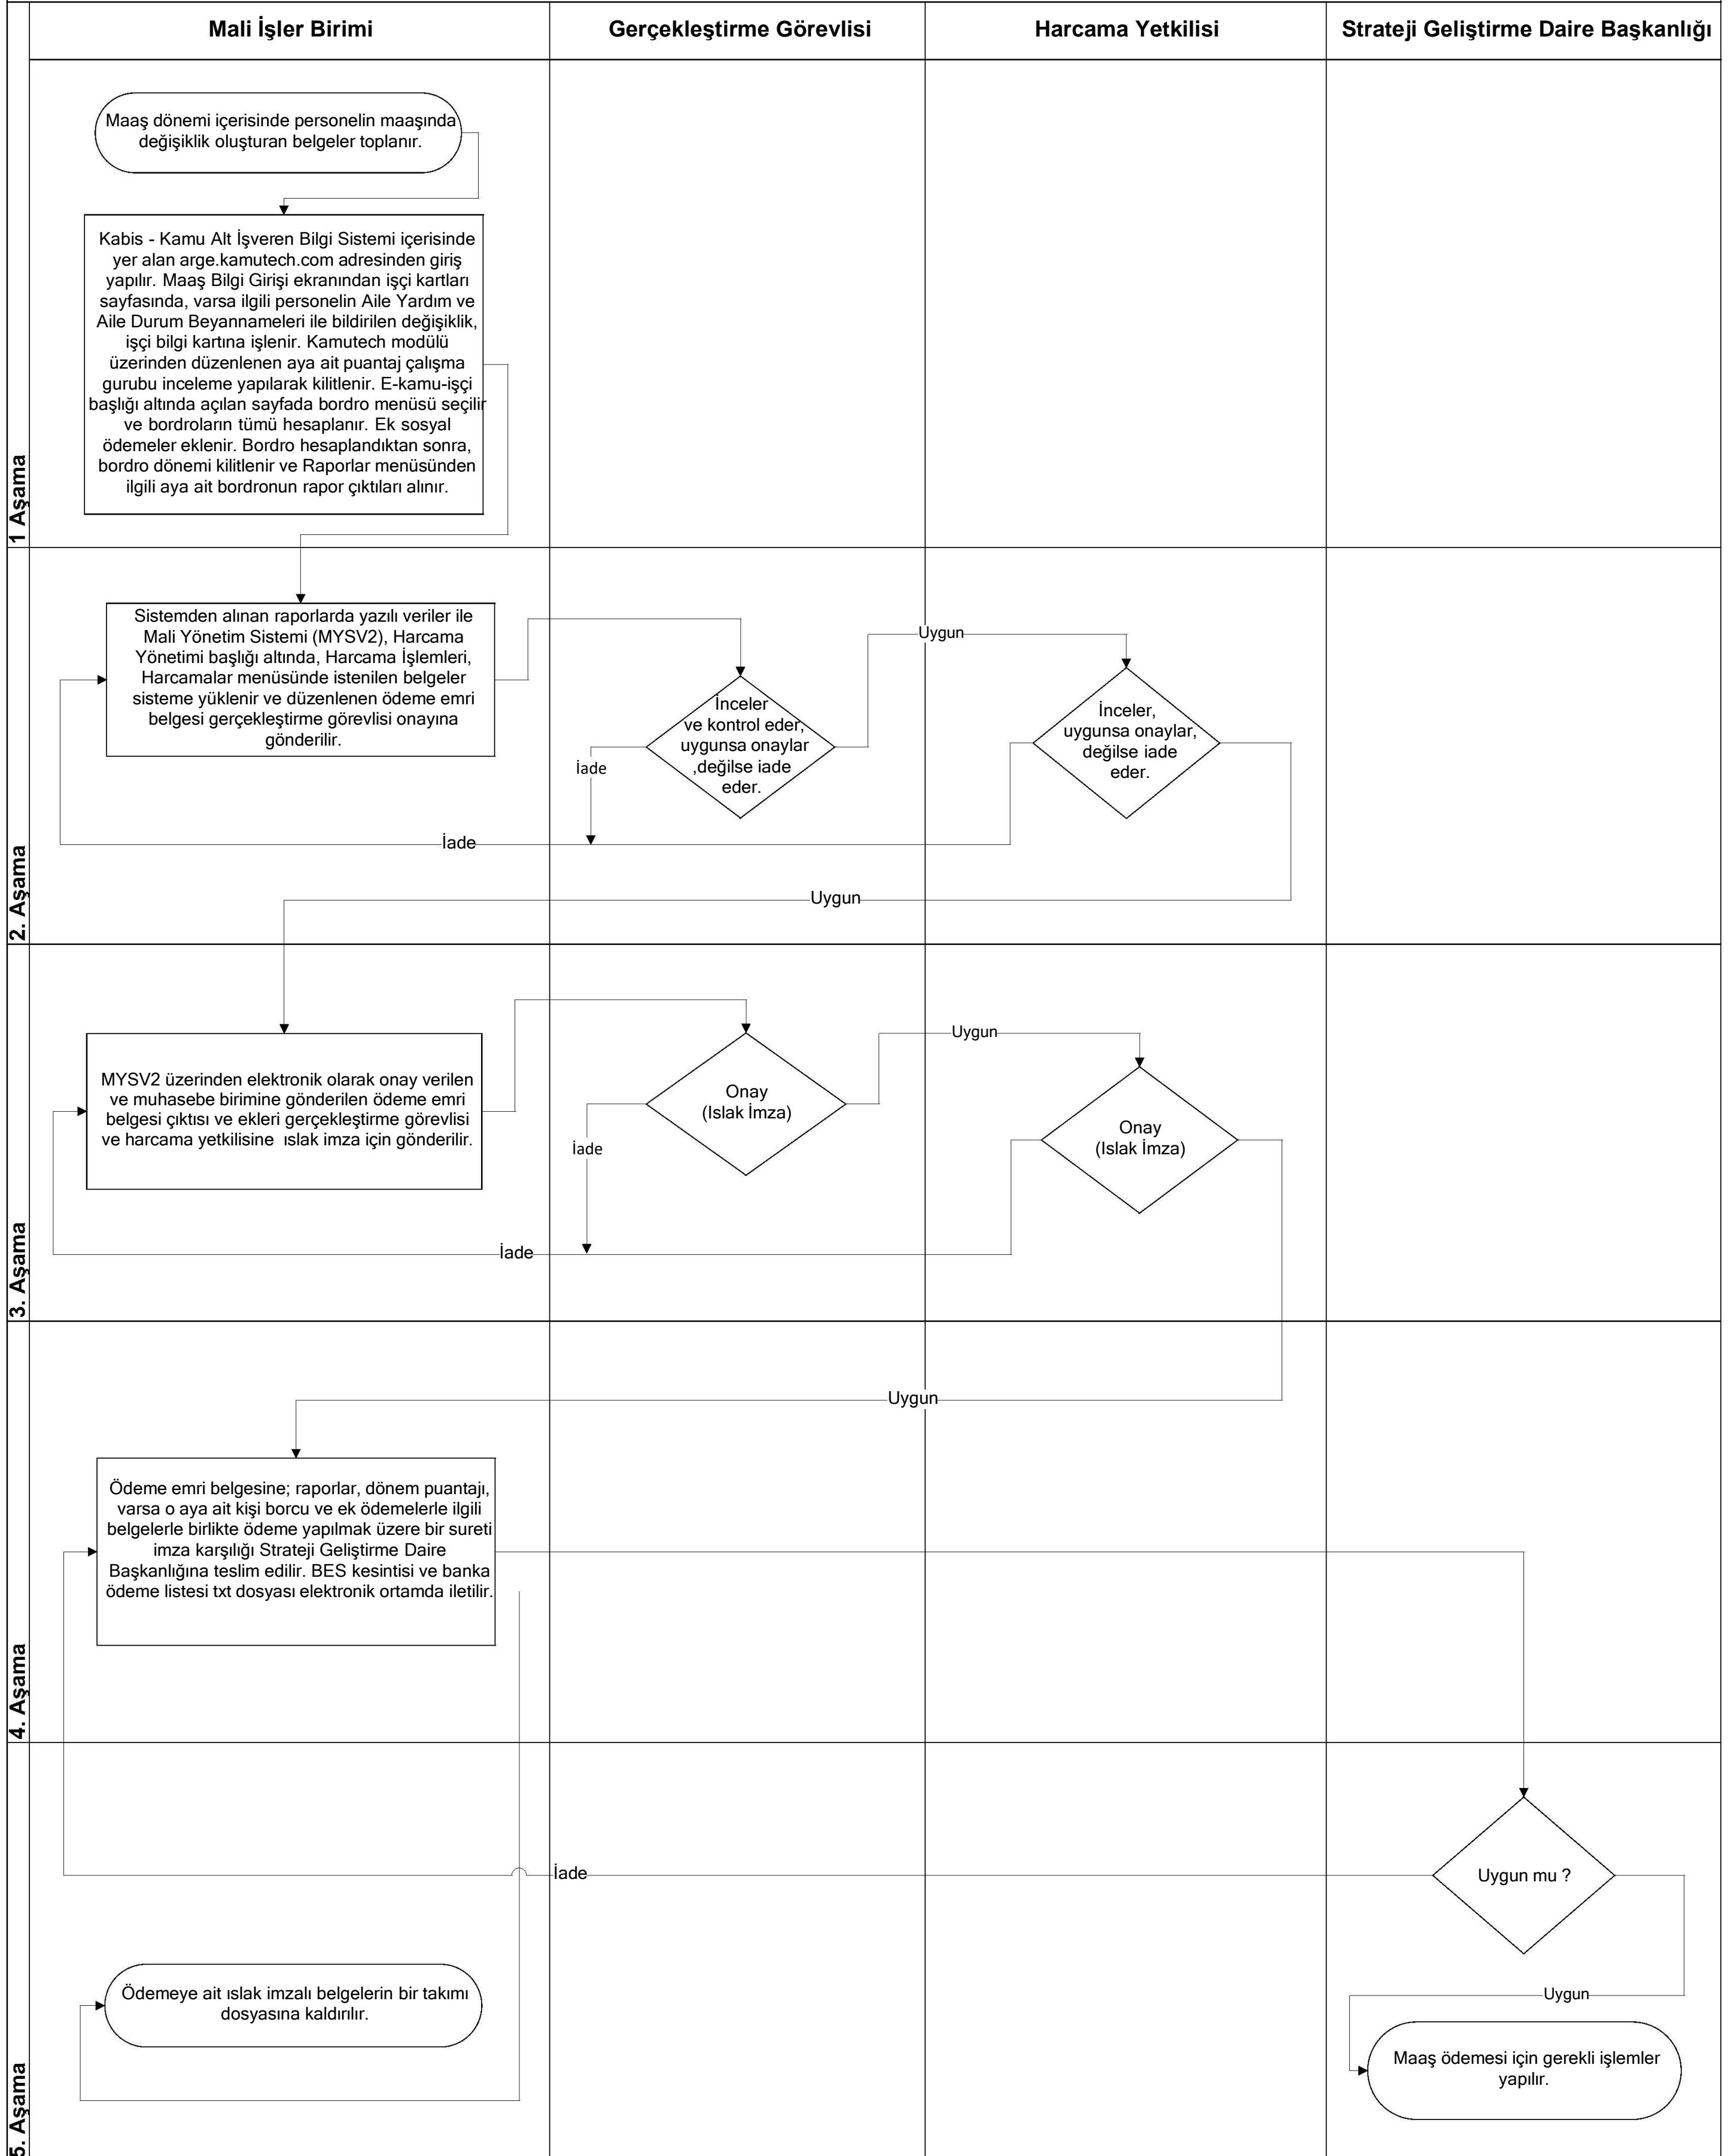 Mali İşler Birimi
Gerçekleştirme Görevlisi
Harcama Yetkilisi
Strateji Geliştirme Daire Başkanlığı
1 Aşama
Maaş dönemi içerisinde personelin maaşında
değişiklik oluşturan belgeler toplanır.
Kabis - Kamu Alt İşveren Bilgi Sistemi içerisinde
yer alan arge.kamutech.com adresinden giriş
yapılır. Maaş Bilgi Girişi ekranından işçi kartları
sayfasında, varsa ilgili personelin Aile Yardım ve
Aile Durum Beyannameleri ile bildirilen değişiklik,
işçi bilgi kartına işlenir. Kamutech modülü
üzerinden düzenlenen aya ait puantaj çalışma
gurubu inceleme yapılarak kilitlenir. E-kamu-işçi
başlığı altında açılan sayfada bordro menüsü seçilir
ve bordroların tümü hesaplanır. Ek sosyal
ödemeler eklenir. Bordro hesaplandıktan sonra,
bordro dönemi kilitlenir ve Raporlar menüsünden
ilgili aya ait bordronun rapor çıktıları alınır.
2. Aşama
Sistemden alınan raporlarda yazılı veriler ile
Mali Yönetim Sistemi (MYSV2), Harcama
Yönetimi başlığı altında, Harcama İşlemleri,
Harcamalar menüsünde istenilen belgeler
sisteme yüklenir ve düzenlenen ödeme emri
belgesi gerçekleştirme görevlisi onayına
gönderilir.
İnceler
ve kontrol eder,
uygunsa onaylar
,değilse iade
eder.
İade
Uygun
İnceler,
uygunsa onaylar,
değilse iade
eder.
İade
Uygun
3. Aşama
MYSV2 üzerinden elektronik olarak onay verilen
ve muhasebe birimine gönderilen ödeme emri
belgesi çıktısı ve ekleri gerçekleştirme görevlisi
ve harcama yetkilisine  ıslak imza için gönderilir.
Onay
(Islak İmza)
İade
Uygun
Onay
(Islak İmza)
İade
Uygun
4. Aşama
Ödeme emri belgesine; raporlar, dönem puantajı,
varsa o aya ait kişi borcu ve ek ödemelerle ilgili
belgelerle birlikte ödeme yapılmak üzere bir sureti
imza karşılığı Strateji Geliştirme Daire
Başkanlığına teslim edilir. BES kesintisi ve banka
ödeme listesi txt dosyası elektronik ortamda iletilir.
5. Aşama
Uygun mu ?
İade
Uygun
Ödemeye ait ıslak imzalı belgelerin bir takımı
dosyasına kaldırılır.
Maaş ödemesi için gerekli işlemler
yapılır.